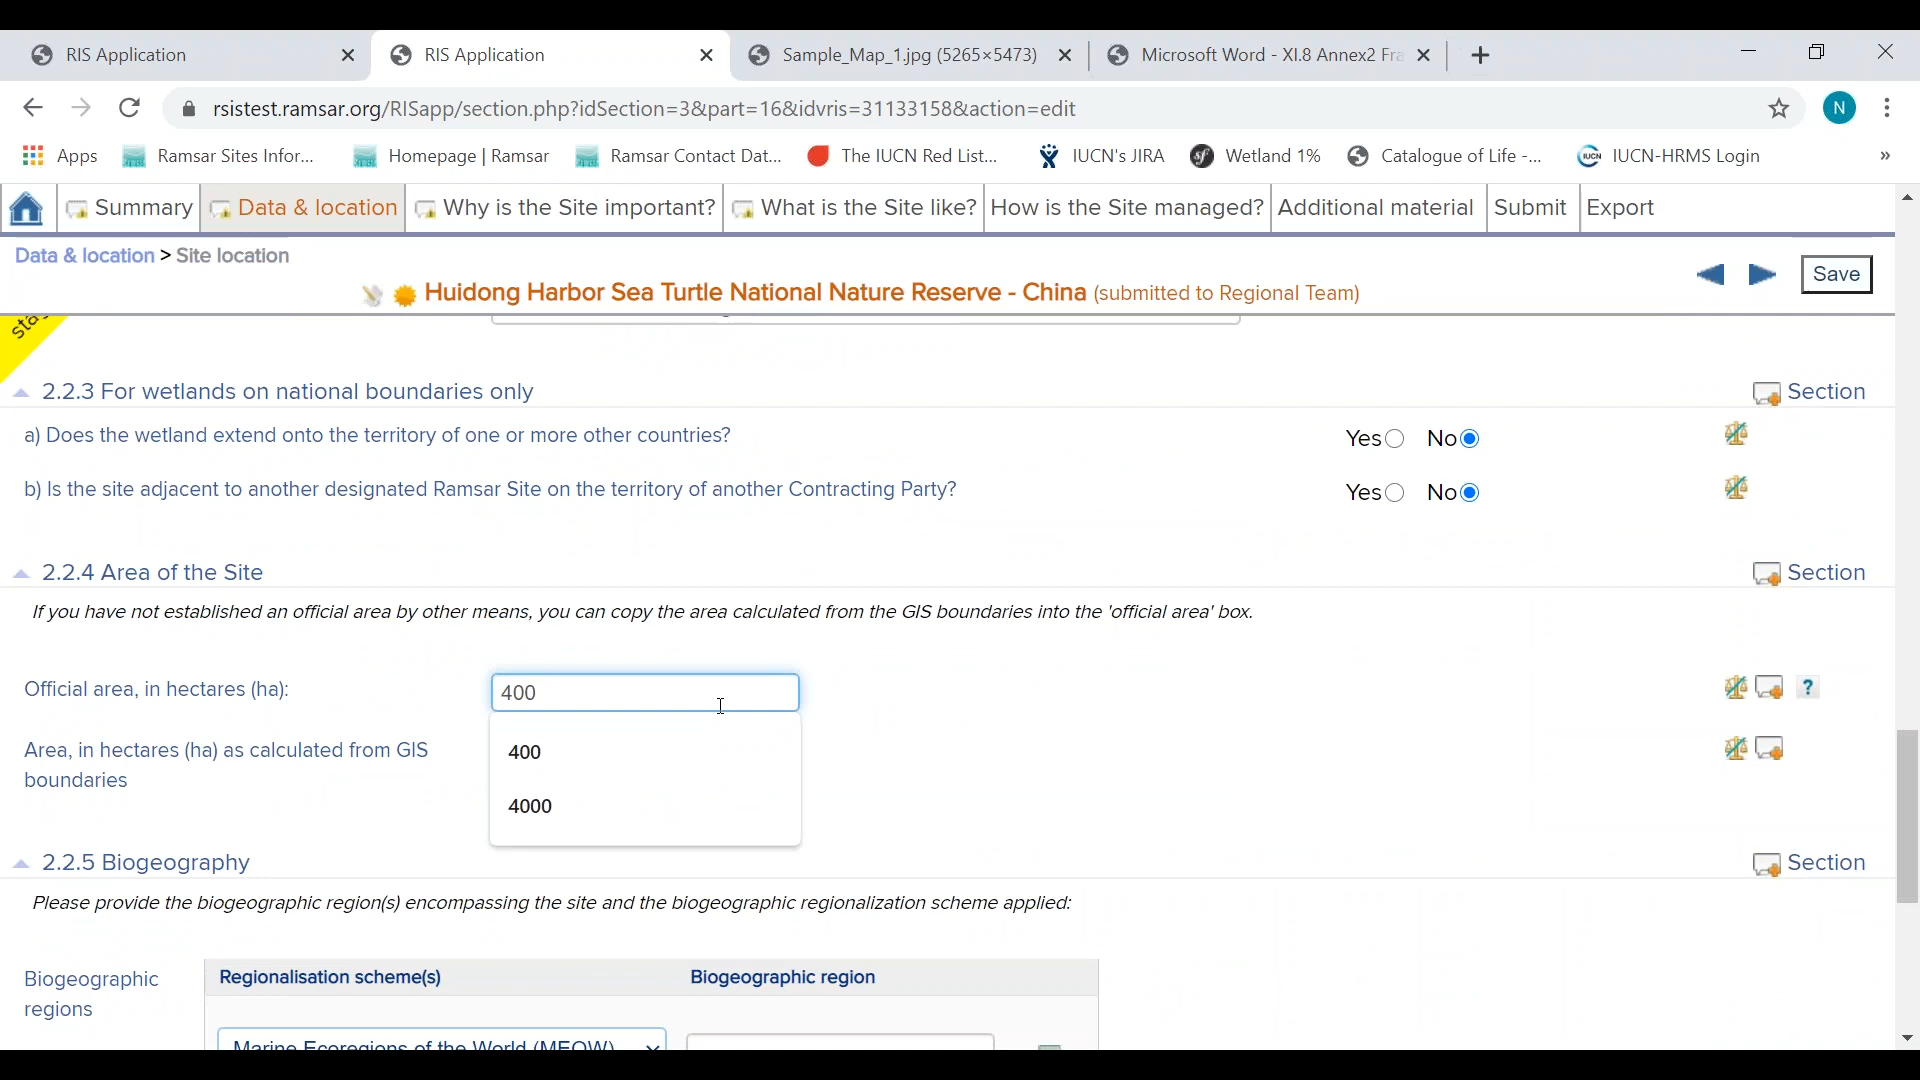 RIS Application
RIS Application
Sample_Map_1.jpg (5265×5473)
Microsoft Word - XI.8 Annex2 Fra
rsistest.ramsar.org/RISapp/section.php?idSection=3&part=16&idvris=31133158&action=edit
N
Apps
Ramsar Sites Infor...
Homepage | Ramsar
Ramsar Contact Dat...
The IUCN Red List...
IUCN's JIRA
Wetland 1%
Catalogue of Life -...
IUCN-HRMS Login
»
Summary
Data & location
Why is the Site important?
What is the Site like?
How is the Site managed?
Additional material
Submit
Export
Data & location > Site location
Save
Huidong Harbor Sea Turtle National Nature Reserve - China (submitted to Regional Team)
2.2.3 For wetlands on national boundaries only
Section
a) Does the wetland extend onto the territory of one or more other countries?
Yes No
b) Is the site adjacent to another designated Ramsar Site on the territory of another Contracting Party?
Yes No
2.2.4 Area of the Site
Section
If you have not established an official area by other means, you can copy the area calculated from the GIS boundaries into the 'official area' box.
Official area, in hectares (ha):
400
?
Area, in hectares (ha) as calculated from GIS
boundaries
400
4000
2.2.5 Biogeography
Section
Please provide the biogeographic region(s) encompassing the site and the biogeographic regionalization scheme applied:
Biogeographic
regions
Regionalisation scheme(s)
Biogeographic region
Marine Ecoregions of the World (MEOW)